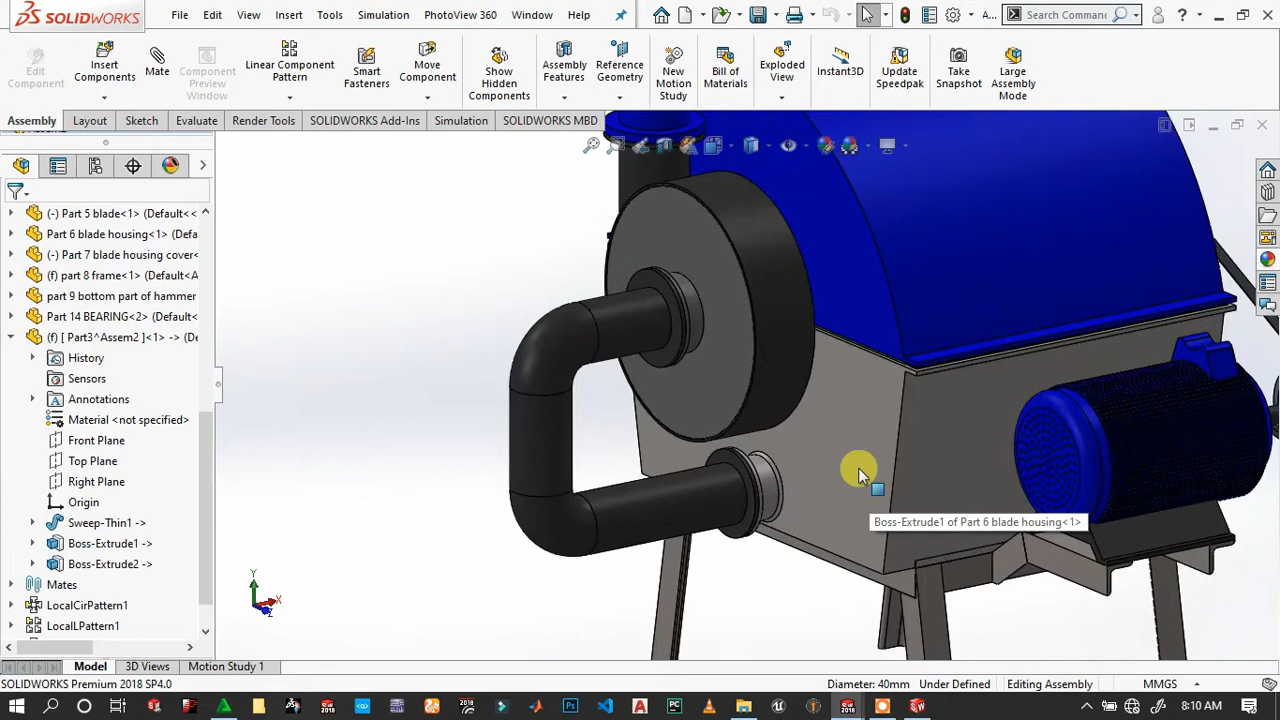 SOLIDWORKS
File
Edit
View
Insert
Tools
Simulation
PhotoView 360
Window
Help
A...
Search Comman
Edit
Component
Insert
Components
Mate
Component
Preview
Window
Linear Component
Pattern
Smart
Fasteners
Move
Component
Show
Hidden
Components
Assembly
Features
Reference
Geometry
New
Motion
Study
Bill of
Materials
Exploded
View
Instant3D
Update
Speedpak
Take
Snapshot
Large
Assembly
Mode
Assembly
Layout
Sketch
Evaluate
Render Tools
SOLIDWORKS Add-Ins
Simulation
SOLIDWORKS MBD
(-) Part 5 blade<1> (Default<<
Part 6 blade housing<1> (Defa
(-) Part 7 blade housing cover<
(f) part 8 frame<1> (Default<A
part 9 bottom part of hammer
Part 14 BEARING<2> (Default<
(f) [ Part3^Assem2 ]<1> -> (De
History
Sensors
Annotations
Material <not specified>
Front Plane
Top Plane
Right Plane
Origin
Sweep-Thin1 ->
Boss-Extrude1 ->
Boss-Extrude2 ->
Mates
LocalCirPattern1
LocalLPattern1
Boss-Extrude1 of Part 6 blade housing<1>
Y
X
Z
Model
3D Views
Motion Study 1
SOLIDWORKS Premium 2018 SP4.0
Diameter: 40mm
Under Defined
Editing Assembly
MMGS
8:10 AM